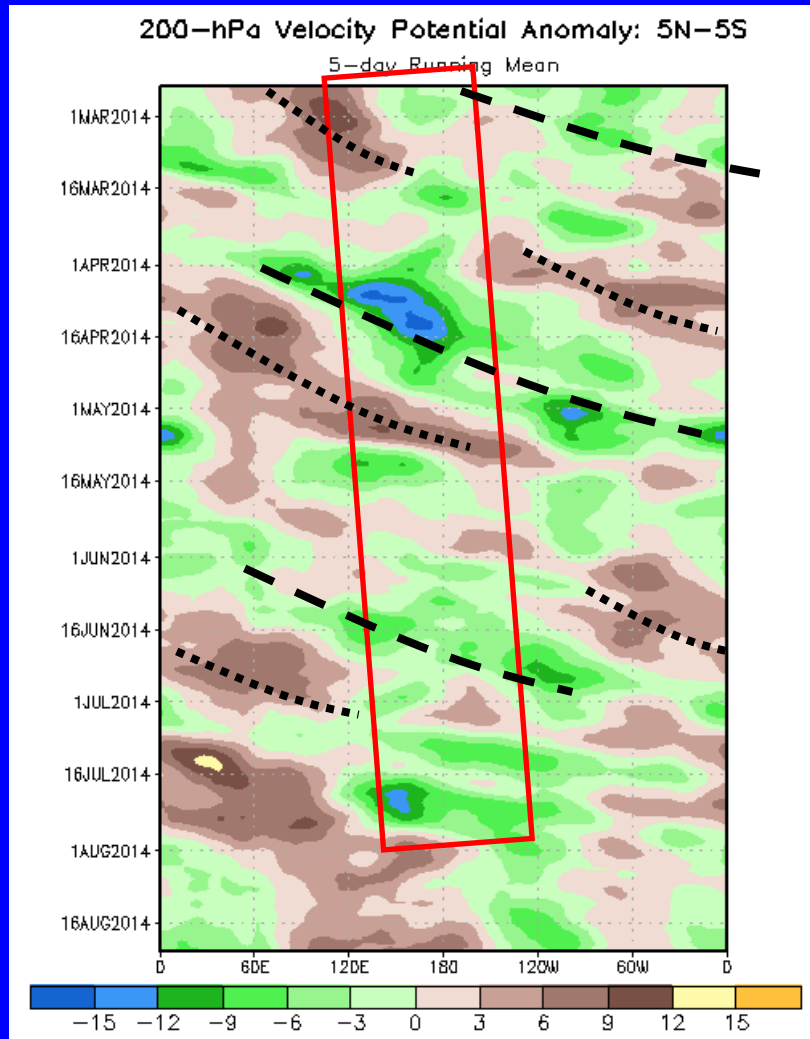 200-hPa Velocity Potential Anomaly: 5N-5S
5-day Running Mean
1MAR2014
16MAR2014
1APR2014
16APR2014
1MAY2014
16MAY2014
1JUN2014
16JUN2014
1JUL2014
16JUL2014
1AUG2014
16AUG2014
0 60E 120E 180 120W 60W 0
-15 -12 -9 -6 -3 0 3 6 9 12 15